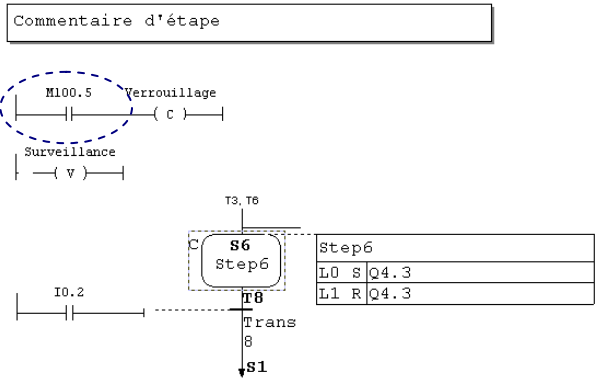 Commentaire d'étape
M100.5 Verrouillage
( C )
Surveillance
( V )
T3, T6
C S6
Step6
Step6
L0 S Q4.3
L1 R Q4.3
I0.2
T8
Trans
8
S1